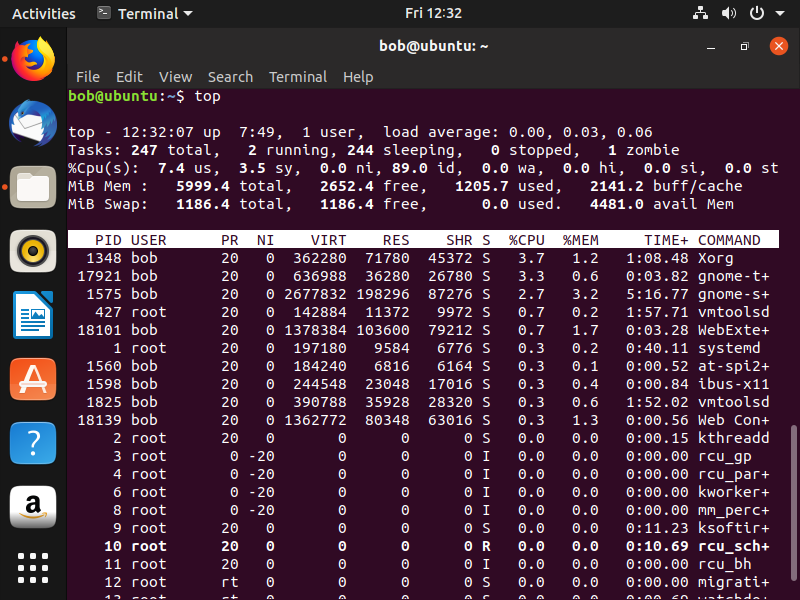 Activities Terminal Fri 12:32
bob@ubuntu: ~
File Edit View Search Terminal Help
bob@ubuntu:~$ top
top - 12:32:07 up  7:49,  1 user,  load average: 0.00, 0.03, 0.06
Tasks: 247 total,   2 running, 244 sleeping,   0 stopped,   1 zombie
%Cpu(s):  7.4 us,  3.5 sy,  0.0 ni, 89.0 id,  0.0 wa,  0.0 hi,  0.0 si,  0.0 st
MiB Mem :   5999.4 total,   2652.4 free,   1205.7 used,   2141.2 buff/cache
MiB Swap:   1186.4 total,   1186.4 free,      0.0 used.   4481.0 avail Mem
PID USER PR NI VIRT RES SHR S %CPU %MEM TIME+ COMMAND
1348 bob 20 0 362280 71780 45372 S 3.7 1.2 1:08.48 Xorg
17921 bob 20 0 636988 36280 26780 S 3.3 0.6 0:03.82 gnome-t+
1575 bob 20 0 2677832 198296 87276 S 2.7 3.2 5:16.77 gnome-s+
427 root 20 0 142884 11372 9972 S 0.7 0.2 1:57.71 vmtoolsd
18101 bob 20 0 1378384 103600 79212 S 0.7 1.7 0:03.28 WebExte+
1 root 20 0 197180 9584 6776 S 0.3 0.2 0:40.11 systemd
1560 bob 20 0 184240 6816 6164 S 0.3 0.1 0:00.52 at-spi2+
1598 bob 20 0 244548 23048 17016 S 0.3 0.4 0:00.84 ibus-x11
1825 bob 20 0 390788 35928 28320 S 0.3 0.6 1:52.02 vmtoolsd
18139 bob 20 0 1362772 80348 63016 S 0.3 1.3 0:00.56 Web Con+
2 root 20 0 0 0 0 S 0.0 0.0 0:00.15 kthreadd
3 root 0 -20 0 0 0 I 0.0 0.0 0:00.00 rcu_gp
4 root 0 -20 0 0 0 I 0.0 0.0 0:00.00 rcu_par+
6 root 0 -20 0 0 0 I 0.0 0.0 0:00.00 kworker+
8 root 0 -20 0 0 0 I 0.0 0.0 0:00.00 mm_perc+
9 root 20 0 0 0 0 S 0.0 0.0 0:11.23 ksoftir+
10 root 20 0 0 0 0 R 0.0 0.0 0:10.69 rcu_sch+
11 root 20 0 0 0 0 I 0.0 0.0 0:00.00 rcu_bh
12 root rt 0 0 0 0 S 0.0 0.0 0:00.00 migrati+